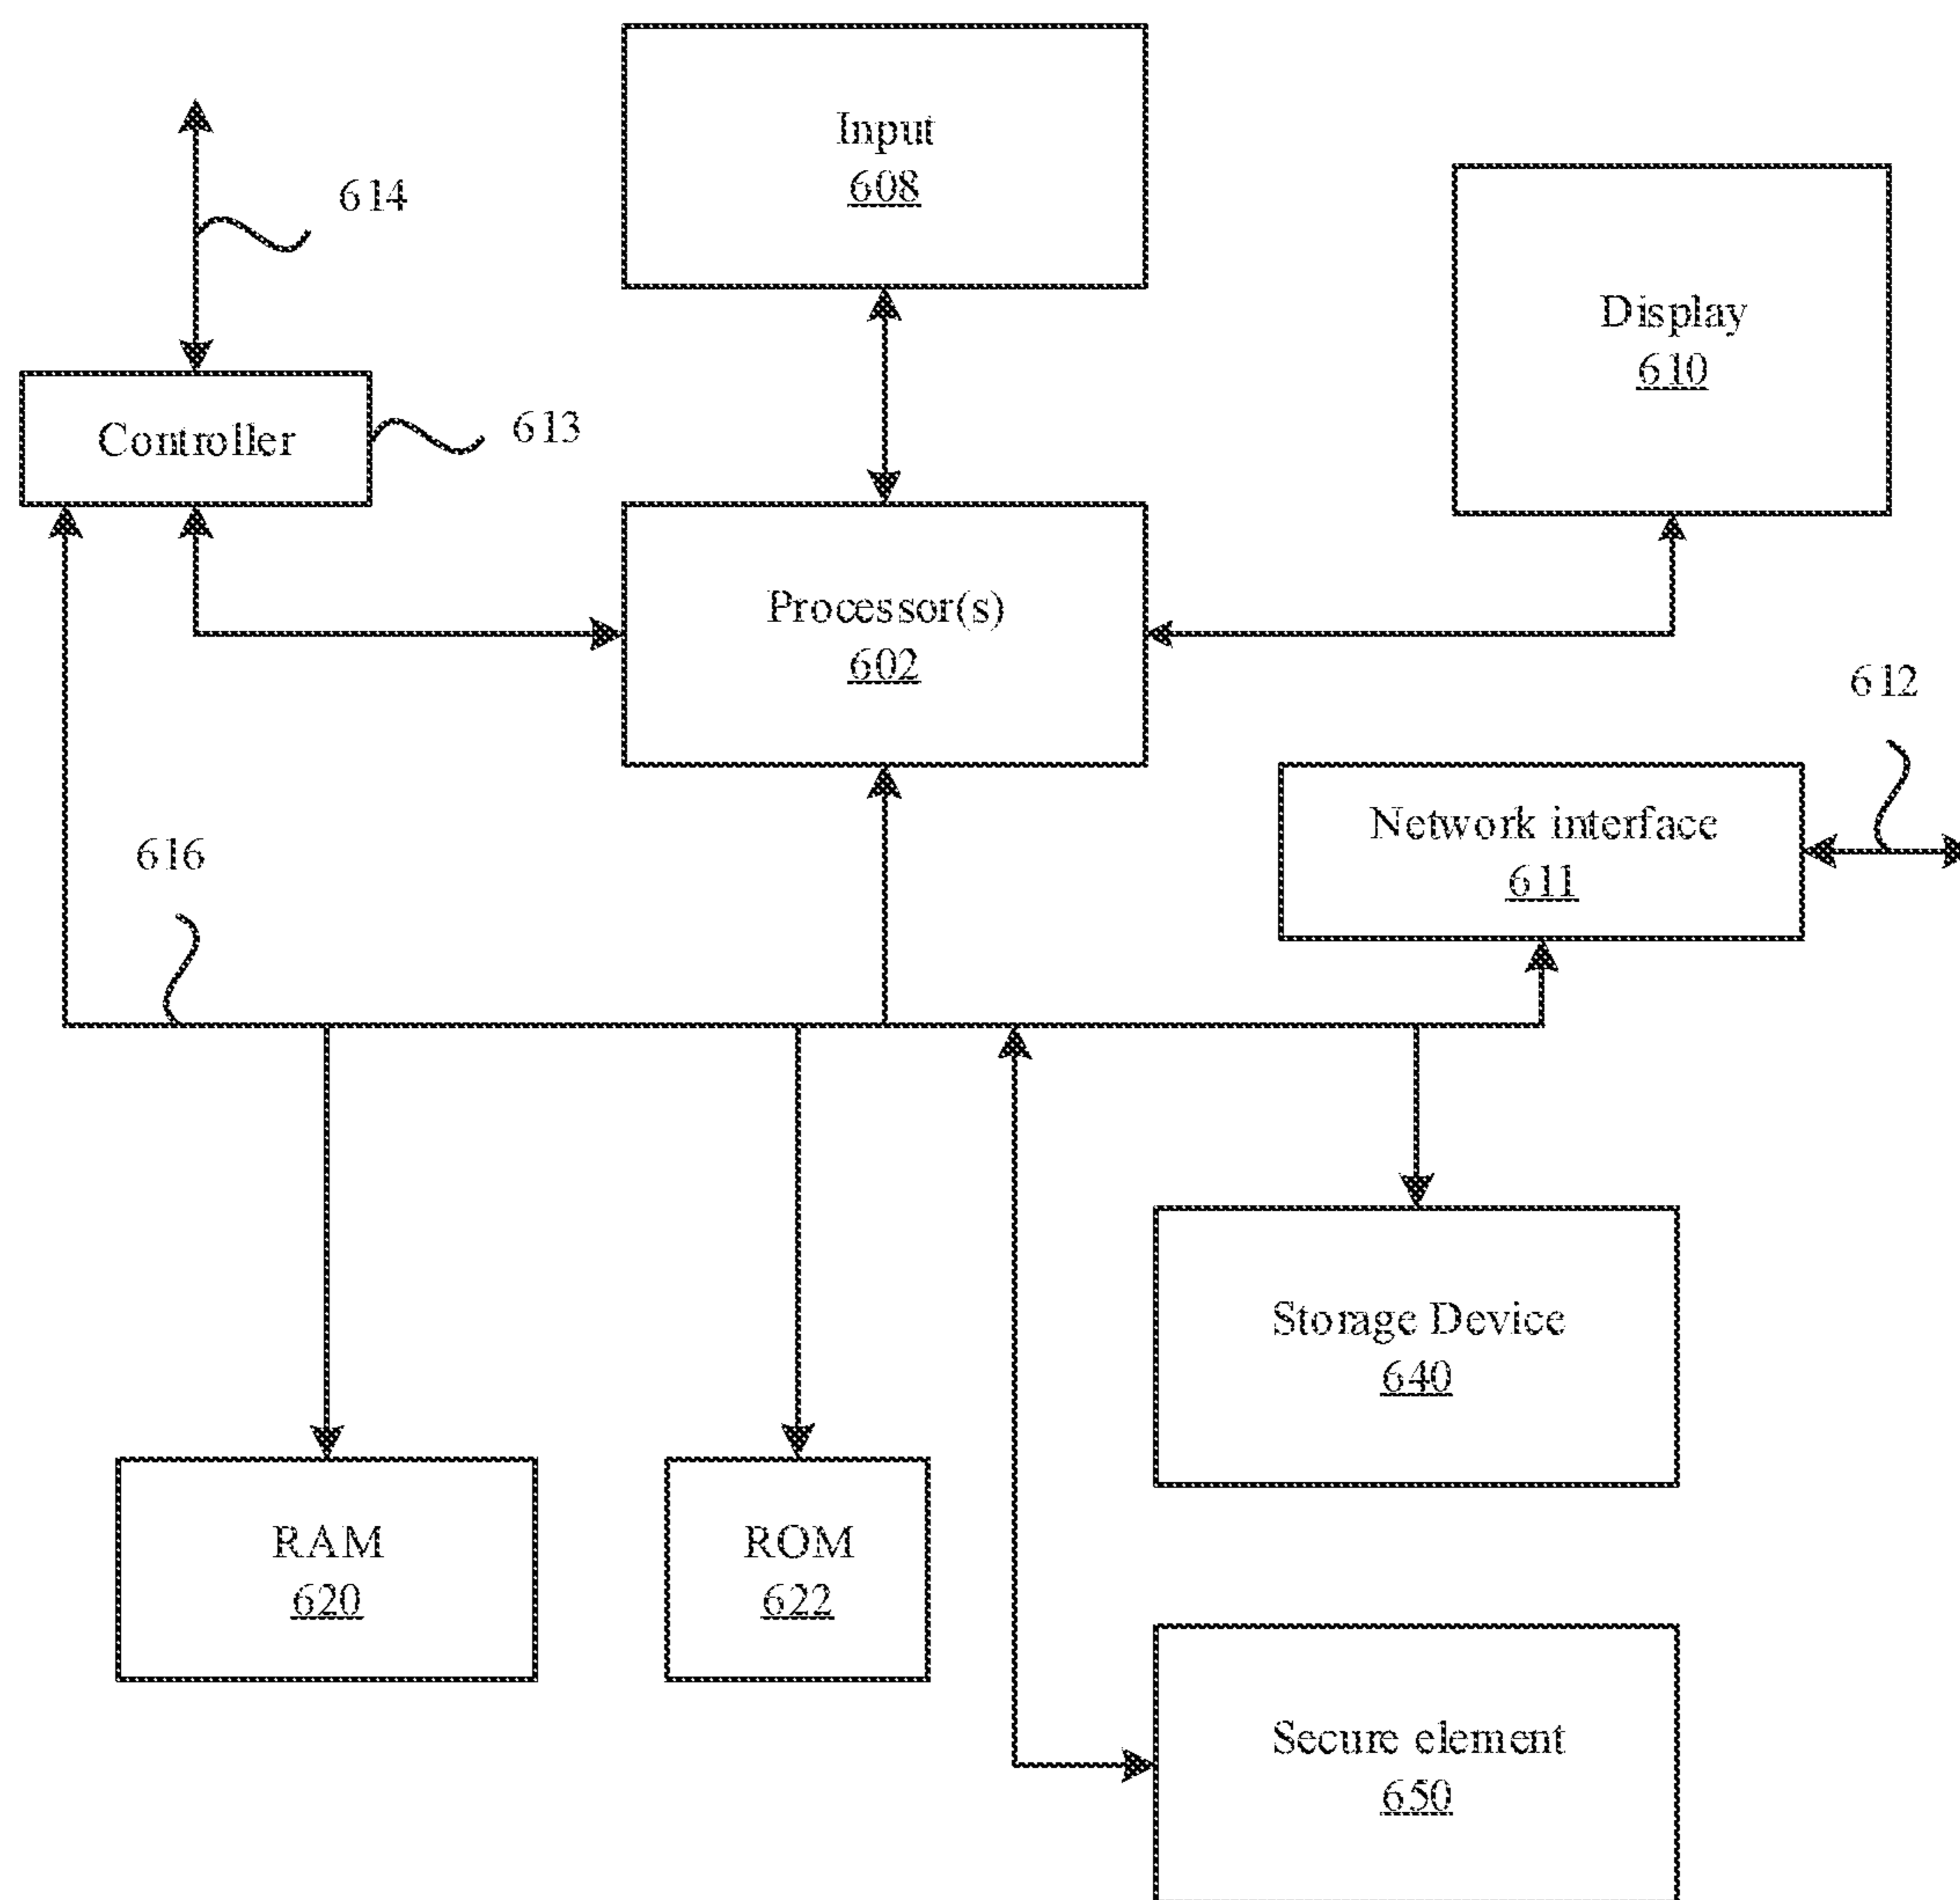 Input
608
614
Display
610
Controller
613
Processor(s)
602
612
Network interface
611
616
Storage Device
640
RAM
620
ROM
622
Secure element
650